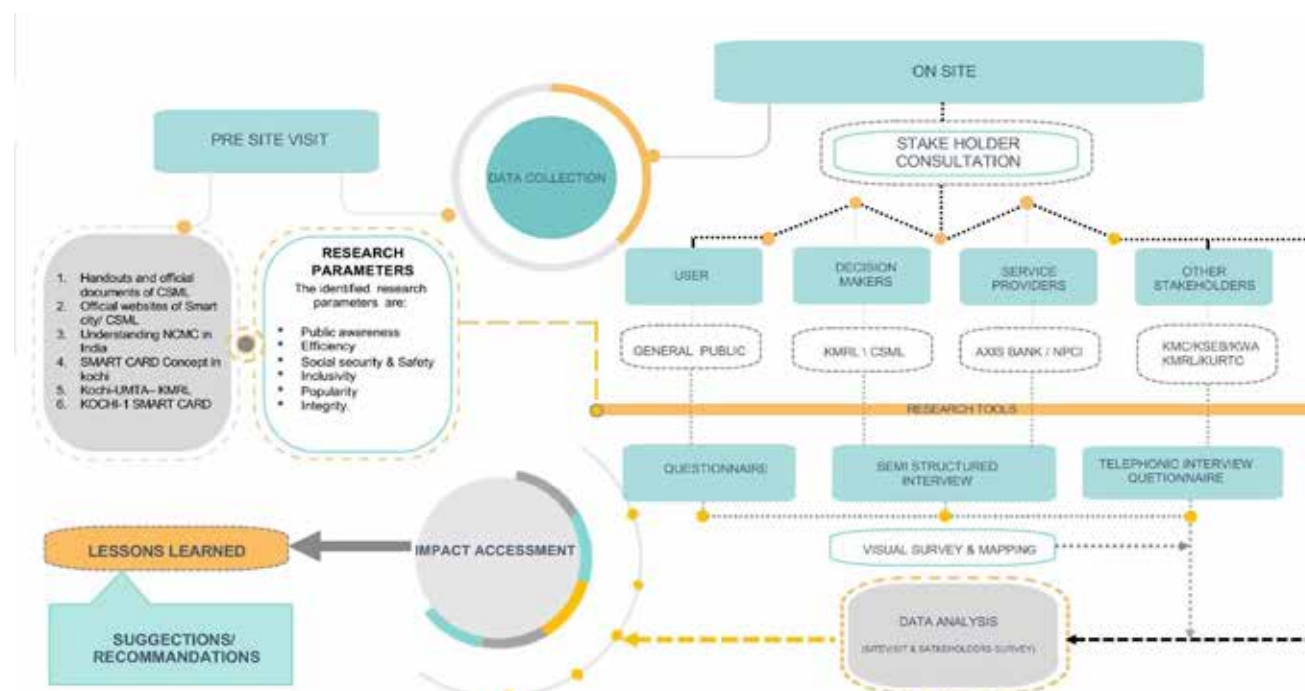 ON SITE
PRE SITE VISIT
DATA COLLECTION
STAKE HOLDER
CONSULTATION
1. Handouts and official
documents of CSML
2. Official websites of Smart
city/ CSML
3. Understanding NCMC in
India
4. SMART CARD Concept in
kochi
5. Kochi-UMTA– KMRL
6. KOCHI-1 SMART CARD
RESEARCH
PARAMETERS
The identified research
parameters are:
• Public awareness
• Efficiency
• Social security & Safety
• Inclusivity
• Popularity
• Integrity.
USER
DECISION
MAKERS
SERVICE
PROVIDERS
OTHER
STAKEHOLDERS
GENERAL PUBLIC
KMRL \ CSML
AXIS BANK / NPCI
KMC/KSEB/KWA
KMRL/KURTC
RESEARCH TOOLS
QUESTIONNAIRE
SEMI STRUCTURED
INTERVIEW
TELEPHONIC INTERVIEW
QUETIONNAIRE
VISUAL SURVEY & MAPPING
DATA ANALYSIS
(SITEVISIT & SATAKEHOLDERS SURVEY)
IMPACT ACCESSMENT
LESSONS LEARNED
SUGGESTIONS/
RECOMMANDATIONS